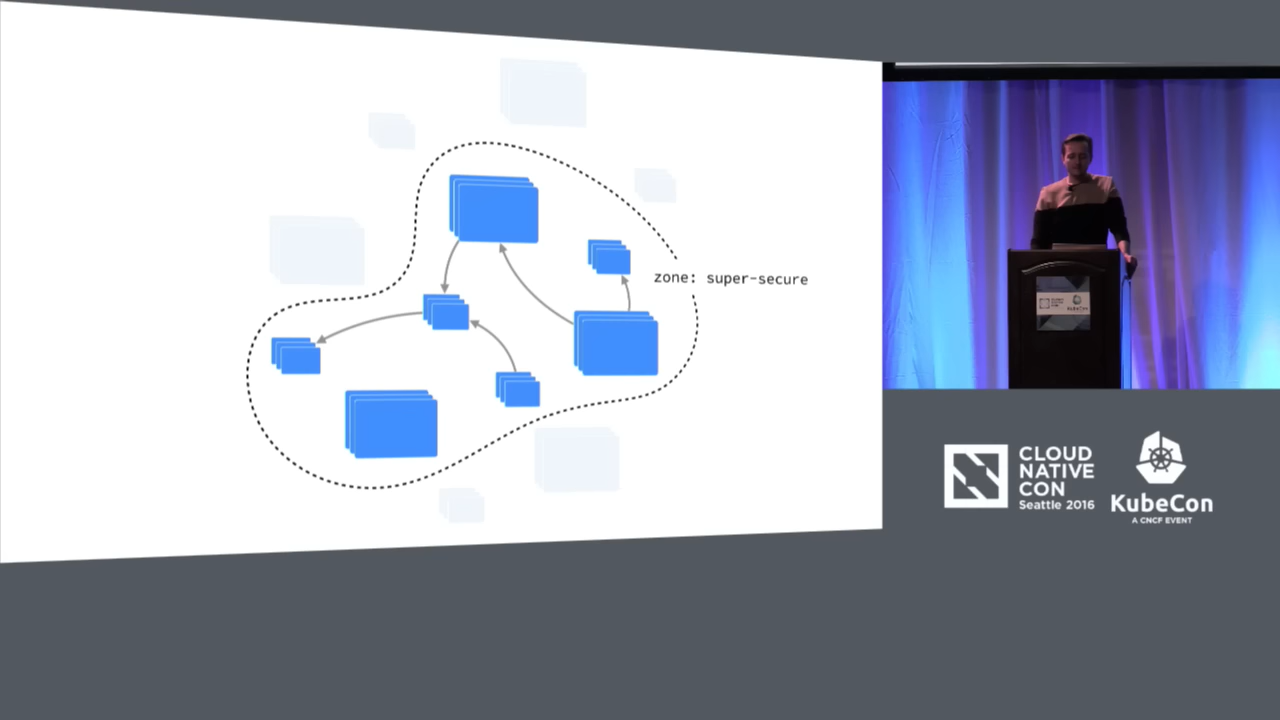 zone: super-secure
CLOUD
NATIVE
CON
Seattle 2016
KubeCon
A CNCF EVENT